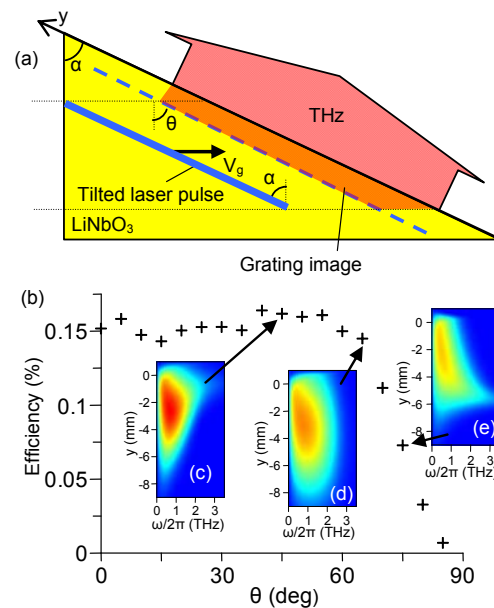 y
(a)
α
θ
THz
V_g
α
Tilted laser pulse
LiNbO₃
Grating image
(b)
0.15
0.1
0.05
0
Efficiency (%)
0
30
60
90
θ (deg)
y (mm)
0
-2
-4
-6
-8
(c)
0 1 2 3
ω/2π (THz)
y (mm)
0
-2
-4
-6
-8
(d)
0 1 2 3
ω/2π (THz)
y (mm)
0
-2
-4
-6
-8
(e)
0 1 2 3
ω/2π (THz)